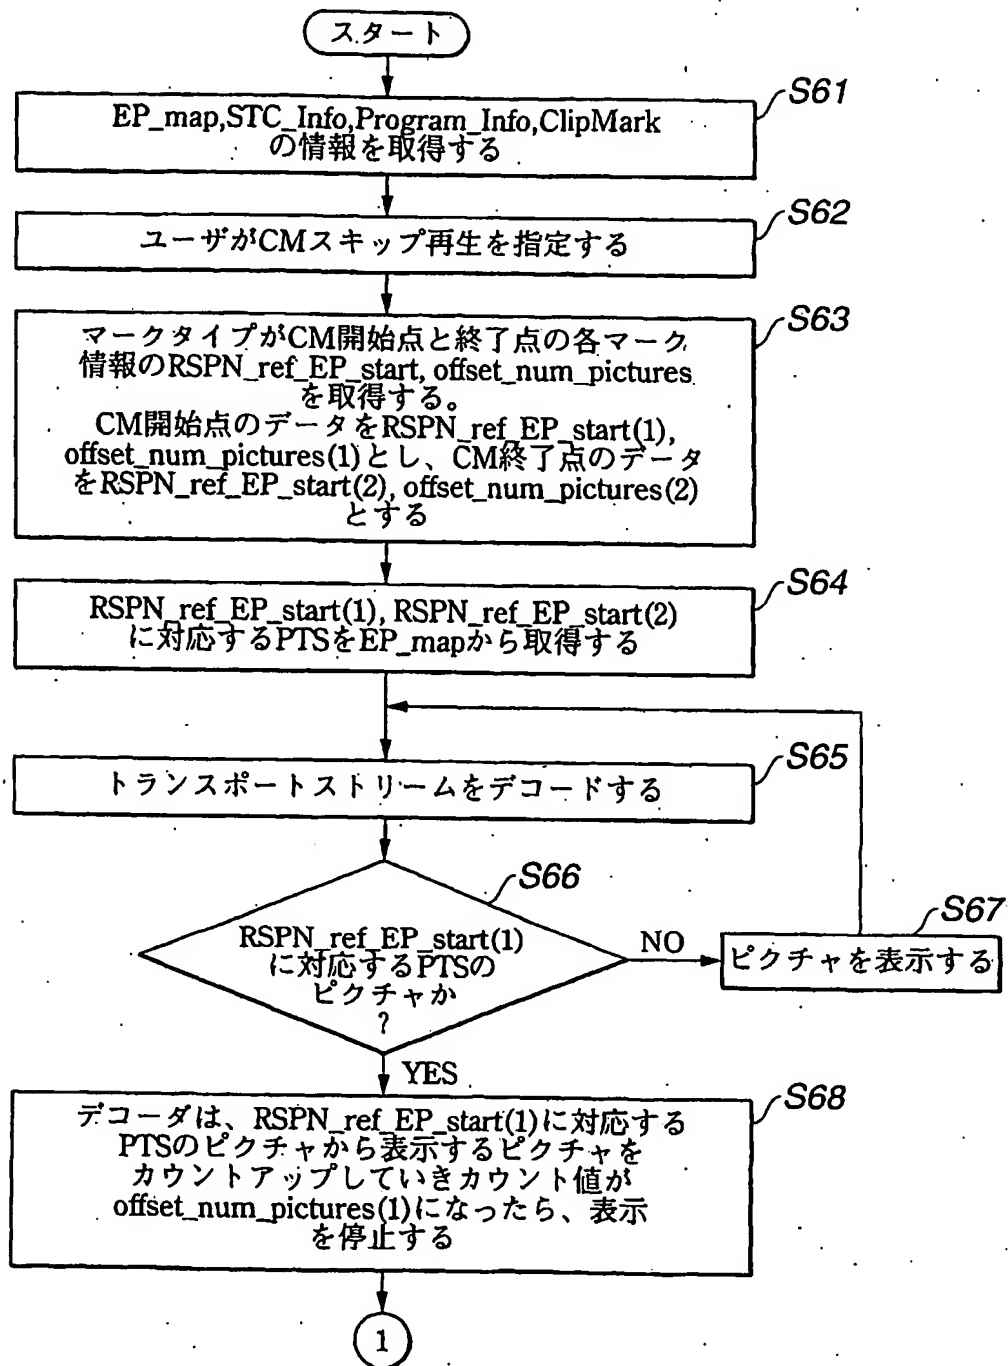 スタート
S61
EP_map,STC_Info,Program_Info,ClipMark
の情報を取得する
S62
ユーザがCMスキップ再生を指定する
S63
マークタイプがCM開始点と終了点の各マーク
情報のRSPN_ref_EP_start, offset_num_pictures
を取得する。
CM開始点のデータをRSPN_ref_EP_start(1),
offset_num_pictures(1)とし、CM終了点のデータ
をRSPN_ref_EP_start(2), offset_num_pictures(2)
とする
S64
RSPN_ref_EP_start(1), RSPN_ref_EP_start(2)
に対応するPTSをEP_mapから取得する
S65
トランスポートストリームをデコードする
S66
RSPN_ref_EP_start(1)
に対応するPTSの
ピクチャか
?
NO
S67
ピクチャを表示する
YES
S68
デコーダは、RSPN_ref_EP_start(1)に対応する
PTSのピクチャから表示するピクチャを
カウントアップしていきカウント値が
offset_num_pictures(1)になったら、表示
を停止する
1